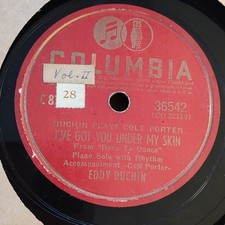 COLUMBIA
Vol-II
28
36542
DUCHIN PLAYS COLE PORTER
I'VE GOT YOU UNDER MY SKIN
From "Born To Dance"
Piano Solo with Rhythm
Accompaniment -Cole Porter-
EDDY DUCHIN